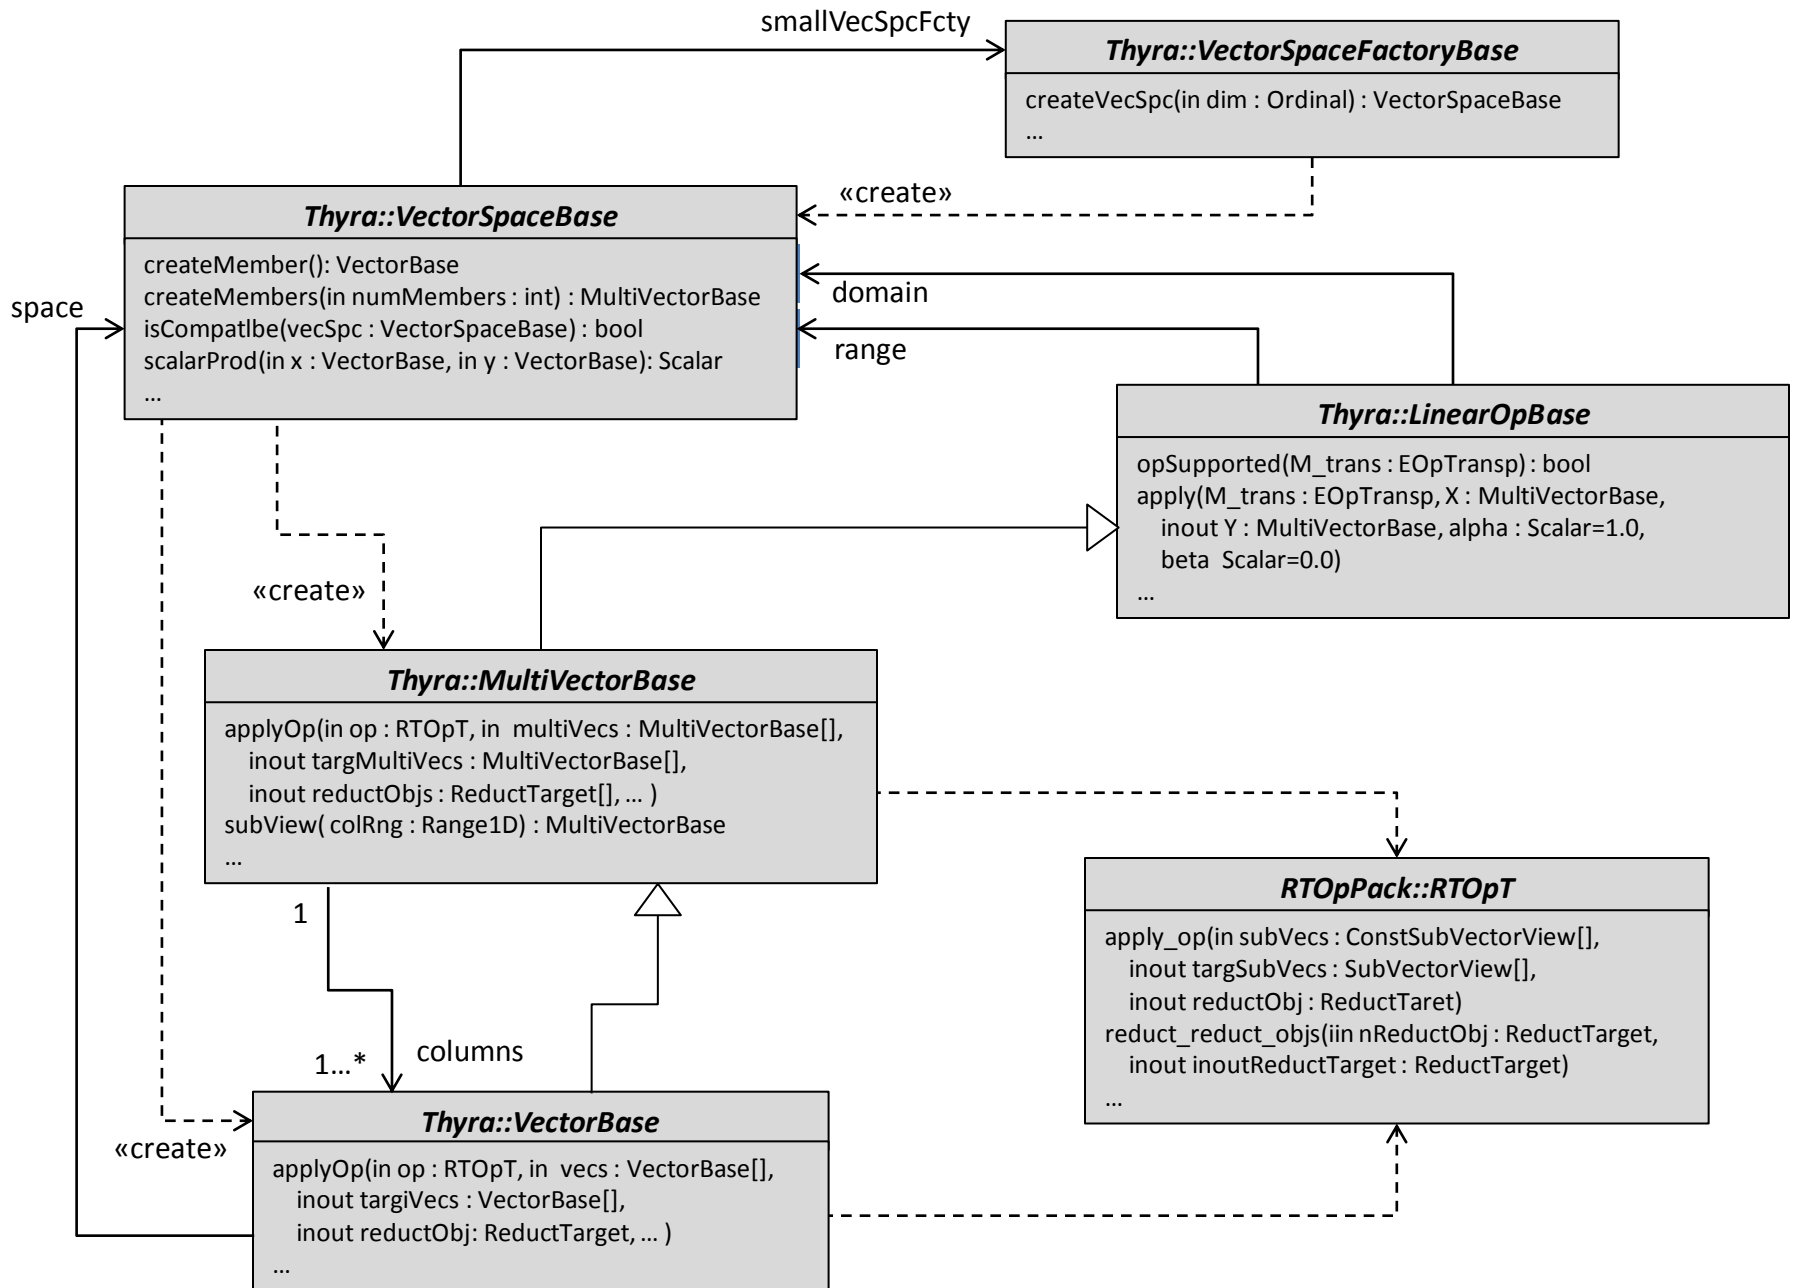 smallVecSpcFcty
Thyra::VectorSpaceFactoryBase
createVecSpc(in dim : Ordinal) : VectorSpaceBase
...
«create»
Thyra::VectorSpaceBase
createMember(): VectorBase
createMembers(in numMembers : int) : MultiVectorBase
isCompatlbe(vecSpc : VectorSpaceBase) : bool
scalarProd(in x : VectorBase, in y : VectorBase): Scalar
...
space
domain
range
Thyra::LinearOpBase
opSupported(M_trans : EOpTransp) : bool
apply(M_trans : EOpTransp, X : MultiVectorBase,
inout Y : MultiVectorBase, alpha : Scalar=1.0,
beta Scalar=0.0)
...
«create»
Thyra::MultiVectorBase
applyOp(in op : RTOpT, in multiVecs : MultiVectorBase[],
inout targMultiVecs : MultiVectorBase[],
inout reductObjs : ReductTarget[], ... )
subView( colRng : Range1D) : MultiVectorBase
...
RTOpPack::RTOpT
apply_op(in subVecs : ConstSubVectorView[],
inout targSubVecs : SubVectorView[],
inout reductObj : ReductTaret)
reduct_reduct_objs(iin nReductObj : ReductTarget,
inout inoutReductTarget : ReductTarget)
...
1
1...*
columns
«create»
Thyra::VectorBase
applyOp(in op : RTOpT, in vecs : VectorBase[],
inout targiVecs : VectorBase[],
inout reductObj: ReductTarget, ... )
...